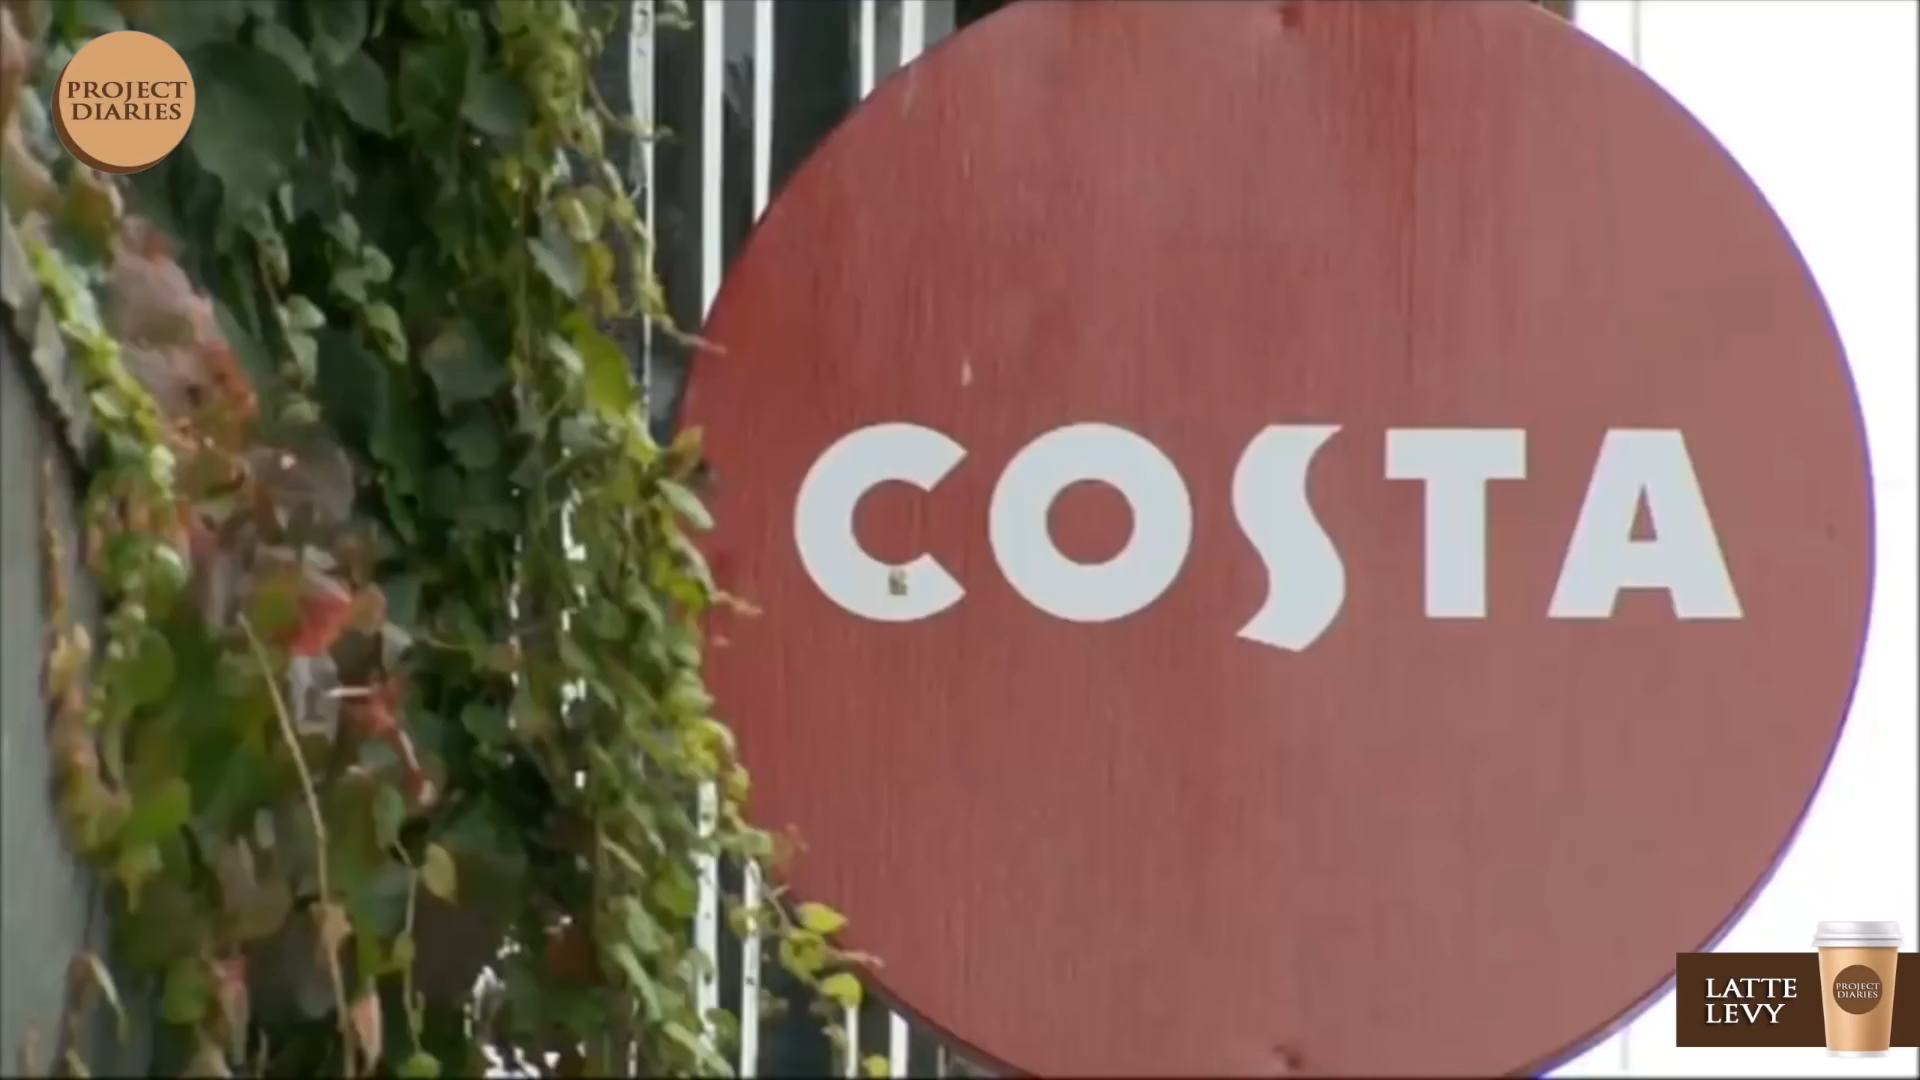 PROJECT
DIARIES
COSTA
LATTE
LEVY
PROJECT
DIARIES